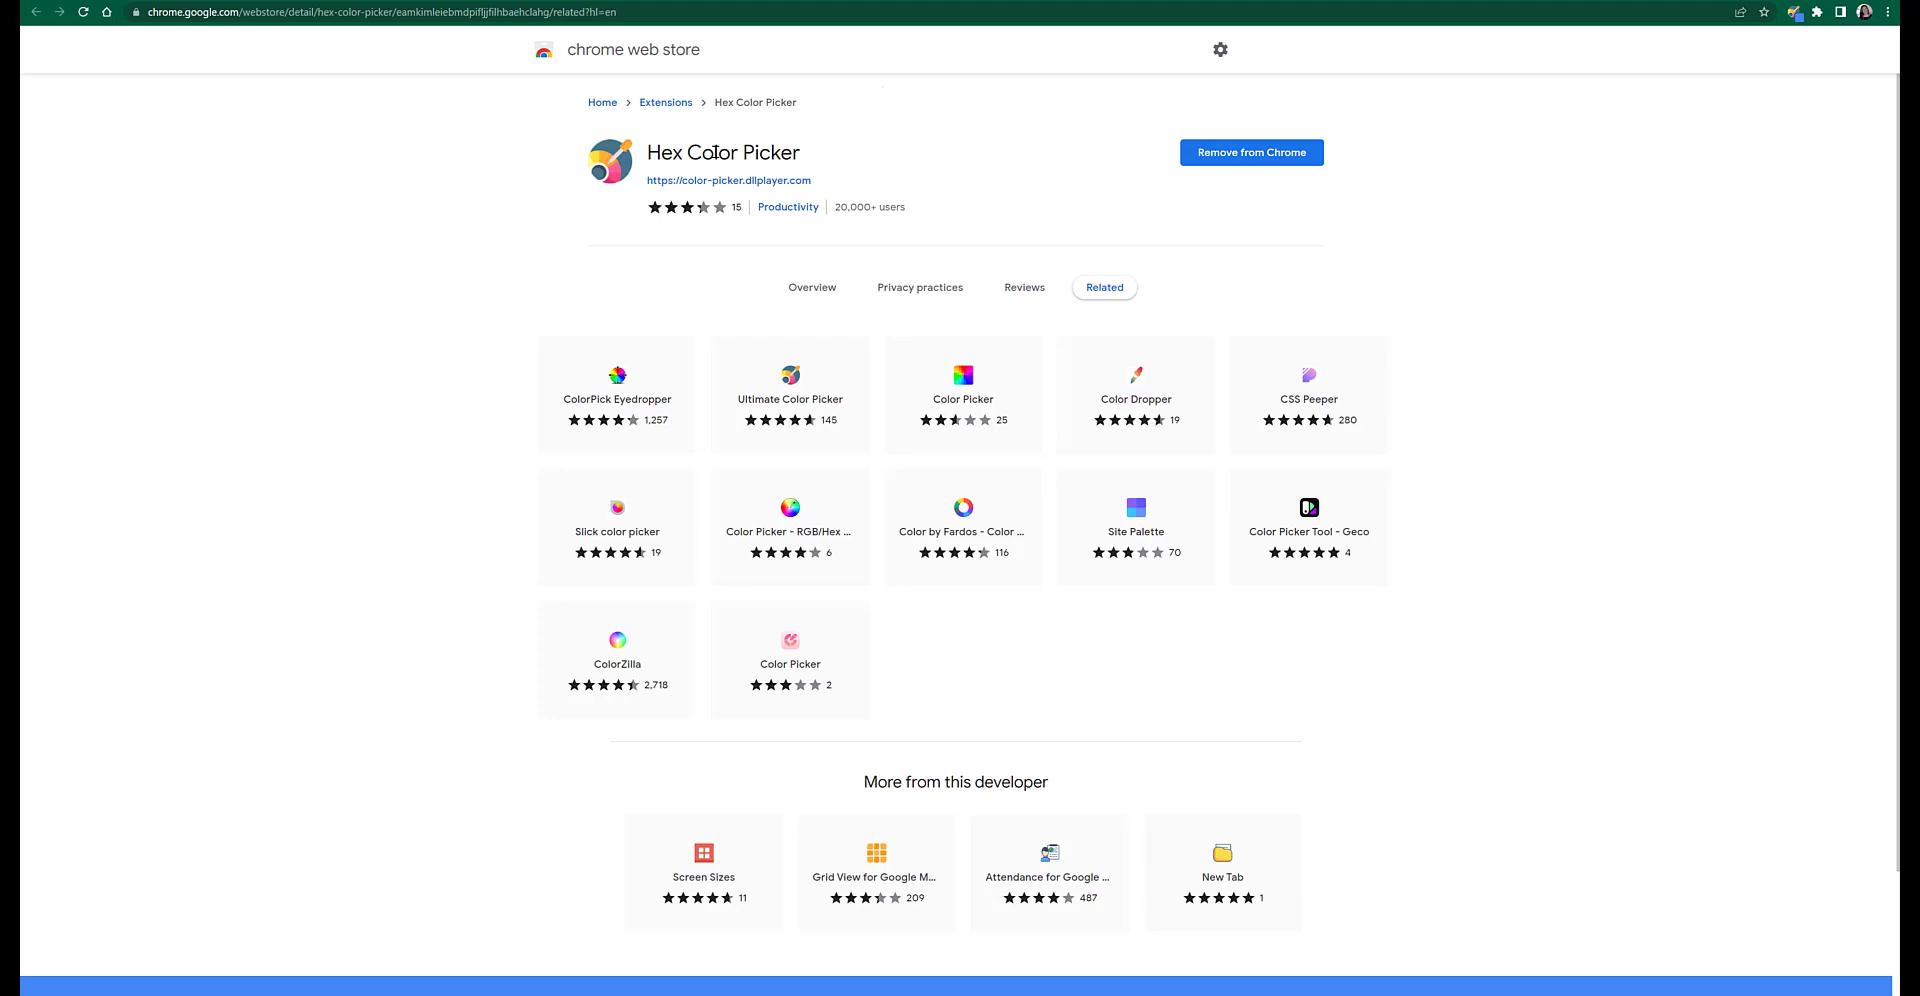 chrome.google.com/webstore/detail/hex-color-picker/eamkimleiebmdpifljjfilhbaehclahg/related?hl=en
chrome web store
Home > Extensions > Hex Color Picker
Hex Color Picker
Remove from Chrome
https://color-picker.dllplayer.com
15 Productivity 20,000+ users
Overview Privacy practices Reviews Related
ColorPick Eyedropper Ultimate Color Picker Color Picker Color Dropper CSS Peeper
1,257 145 25 19 280
Slick color picker Color Picker - RGB/Hex ... Color by Fardos - Color ... Site Palette Color Picker Tool - Geco
19 6 116 70 4
ColorZilla Color Picker
2,718 2
More from this developer
Screen Sizes Grid View for Google M... Attendance for Google ... New Tab
11 209 487 1